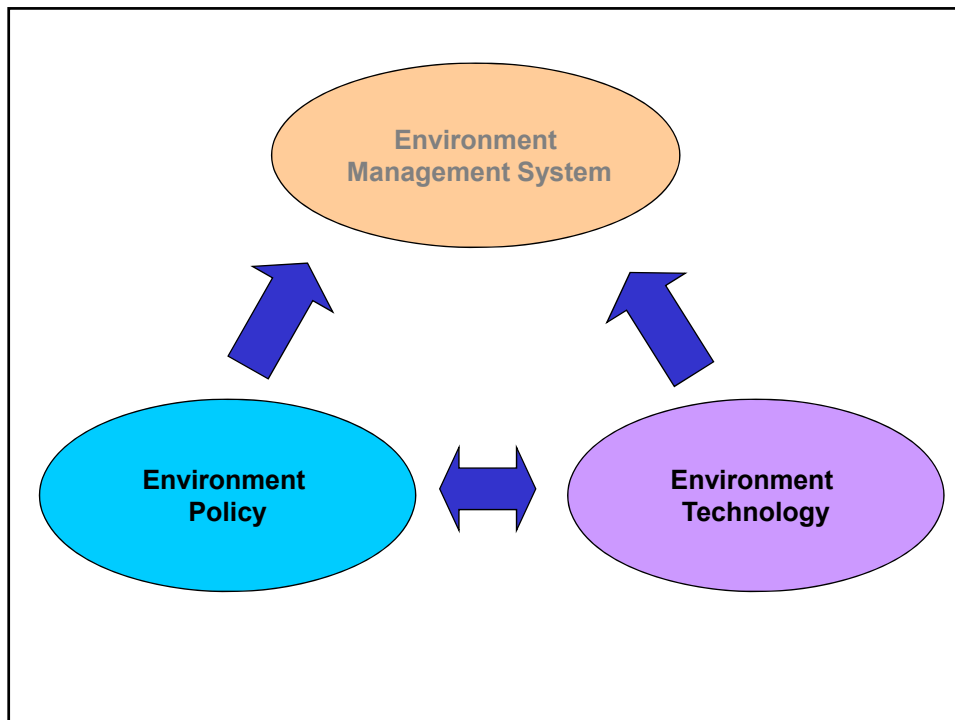 Environment
Management System
Environment
Policy
Environment
Technology